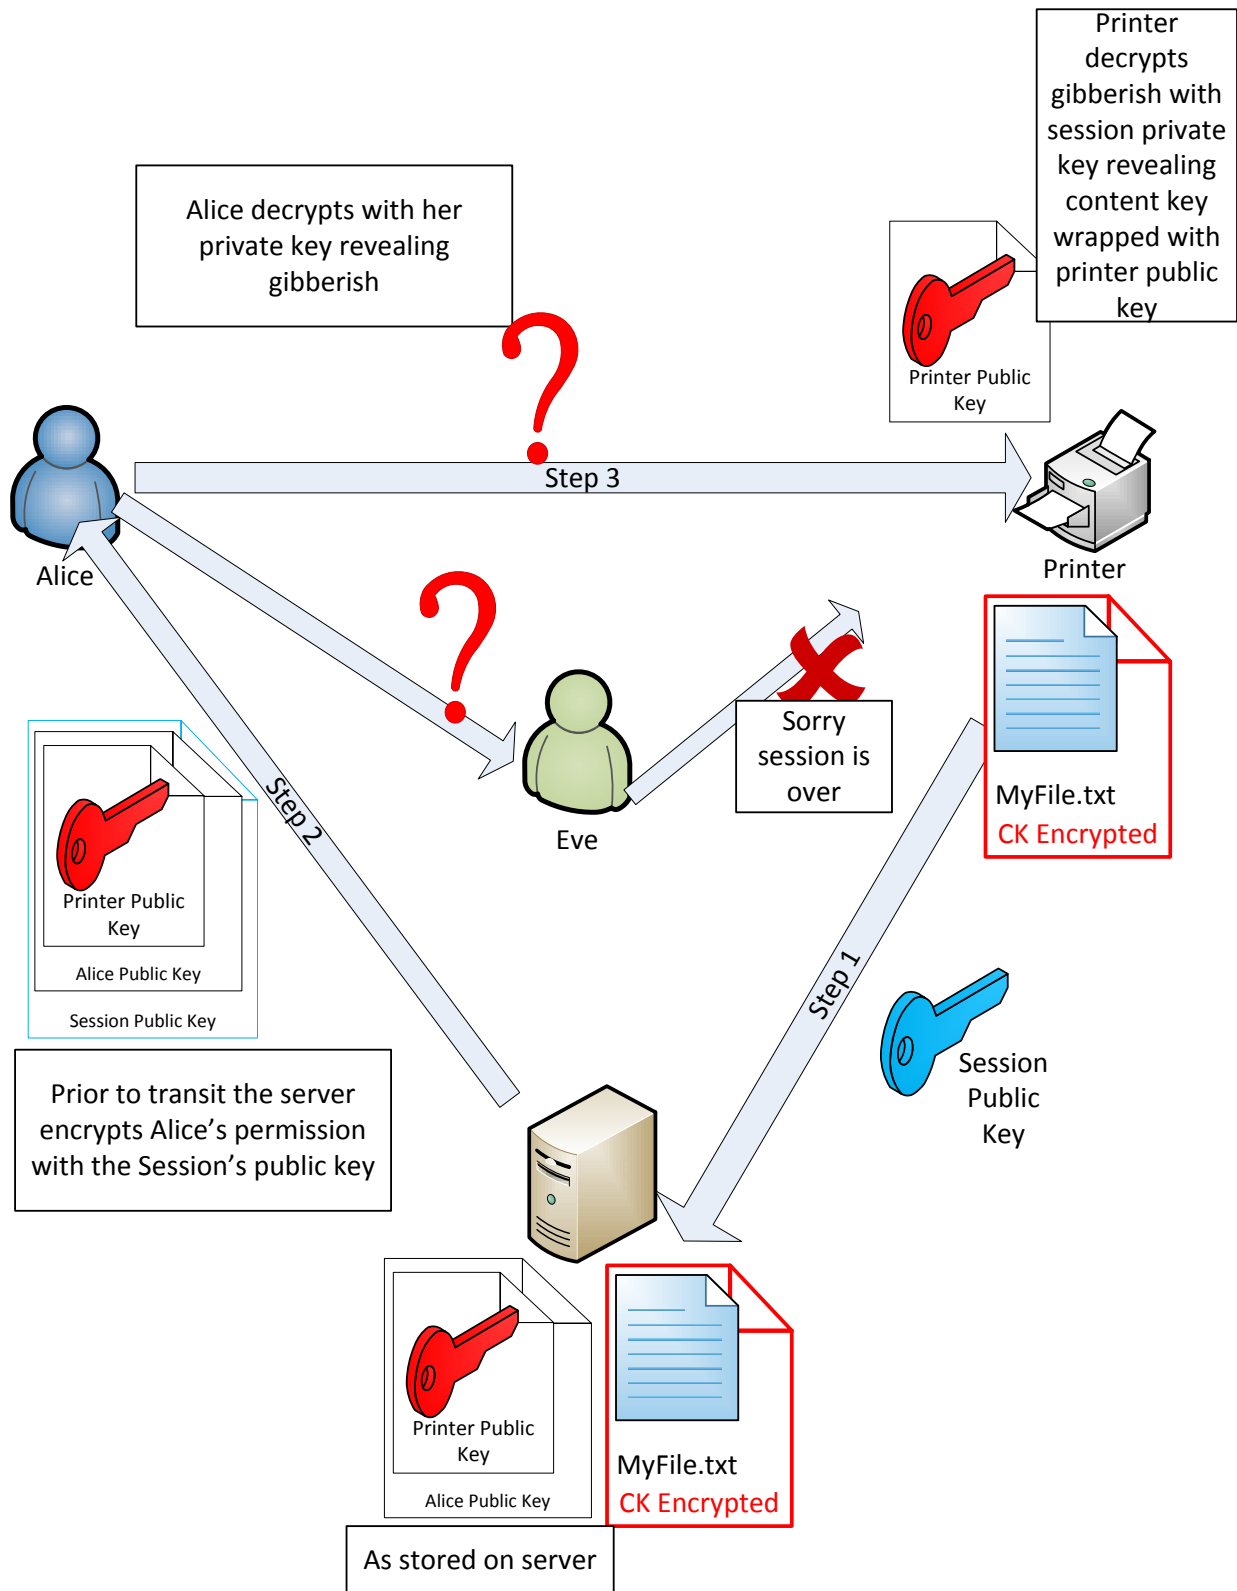 Printer
decrypts
gibberish with
session private
key revealing
content key
wrapped with
printer public
key
Alice decrypts with her
private key revealing
gibberish
Printer Public
Key
Step 3
Alice
Printer
Sorry
session is
over
MyFile.txt
CK Encrypted
Eve
Step 2
Printer Public
Key
Alice Public Key
Session Public Key
Step 1
Session
Public
Key
Prior to transit the server
encrypts Alice’s permission
with the Session’s public key
Printer Public
Key
Alice Public Key
MyFile.txt
CK Encrypted
As stored on server